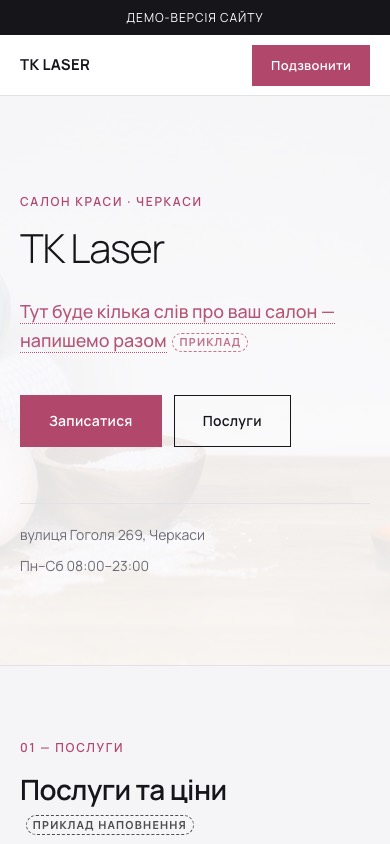 ДЕМО-ВЕРСІЯ САЙТУ
TK LASER
Подзвонити
САЛОН КРАСИ · ЧЕРКАСИ
TK Laser
Тут буде кілька слів про ваш салон —
напишемо разом ПРИКЛАД
Записатися
Послуги
вулиця Гоголя 269, Черкаси
Пн–Сб 08:00–23:00
01 — ПОСЛУГИ
Послуги та ціни
ПРИКЛАД НАПОВНЕННЯ